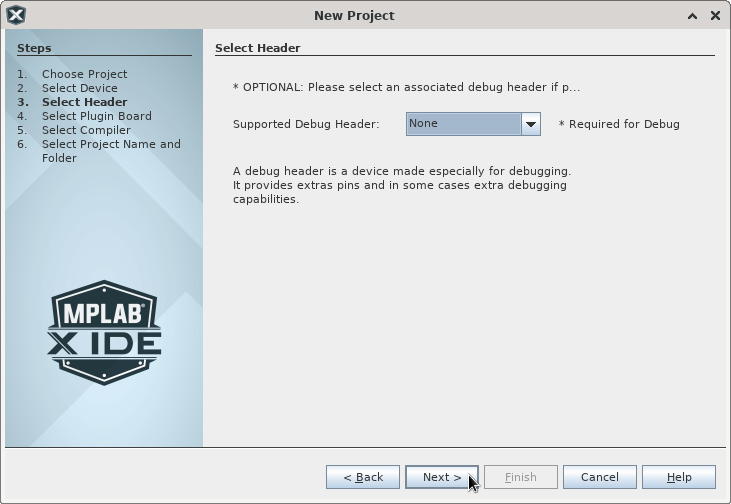 New Project
Steps
1. Choose Project
2. Select Device
3. Select Header
4. Select Plugin Board
5. Select Compiler
6. Select Project Name and
Folder
MPLAB®
X IDE
Select Header
* OPTIONAL: Please select an associated debug header if p...
Supported Debug Header: None * Required for Debug
A debug header is a device made especially for debugging.
It provides extras pins and in some cases extra debugging
capabilities.
< Back Next > Finish Cancel Help